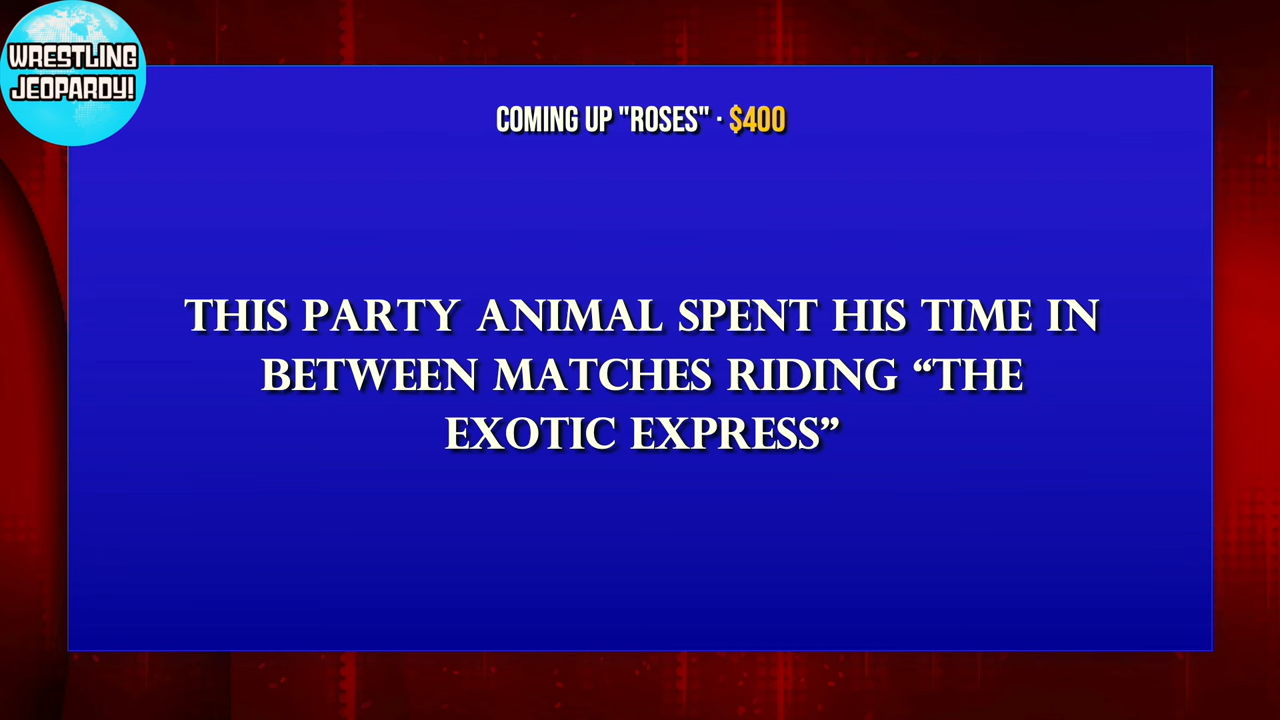 WRESTLING
JEOPARDY!
COMING UP "ROSES" · $400
THIS PARTY ANIMAL SPENT HIS TIME IN
BETWEEN MATCHES RIDING “THE
EXOTIC EXPRESS”